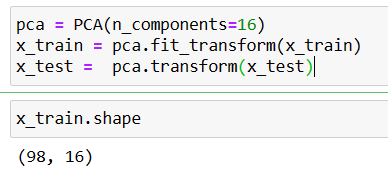 pca = PCA(n_components=16)
x_train = pca.fit_transform(x_train)
x_test =  pca.transform(x_test)
x_train.shape
(98, 16)